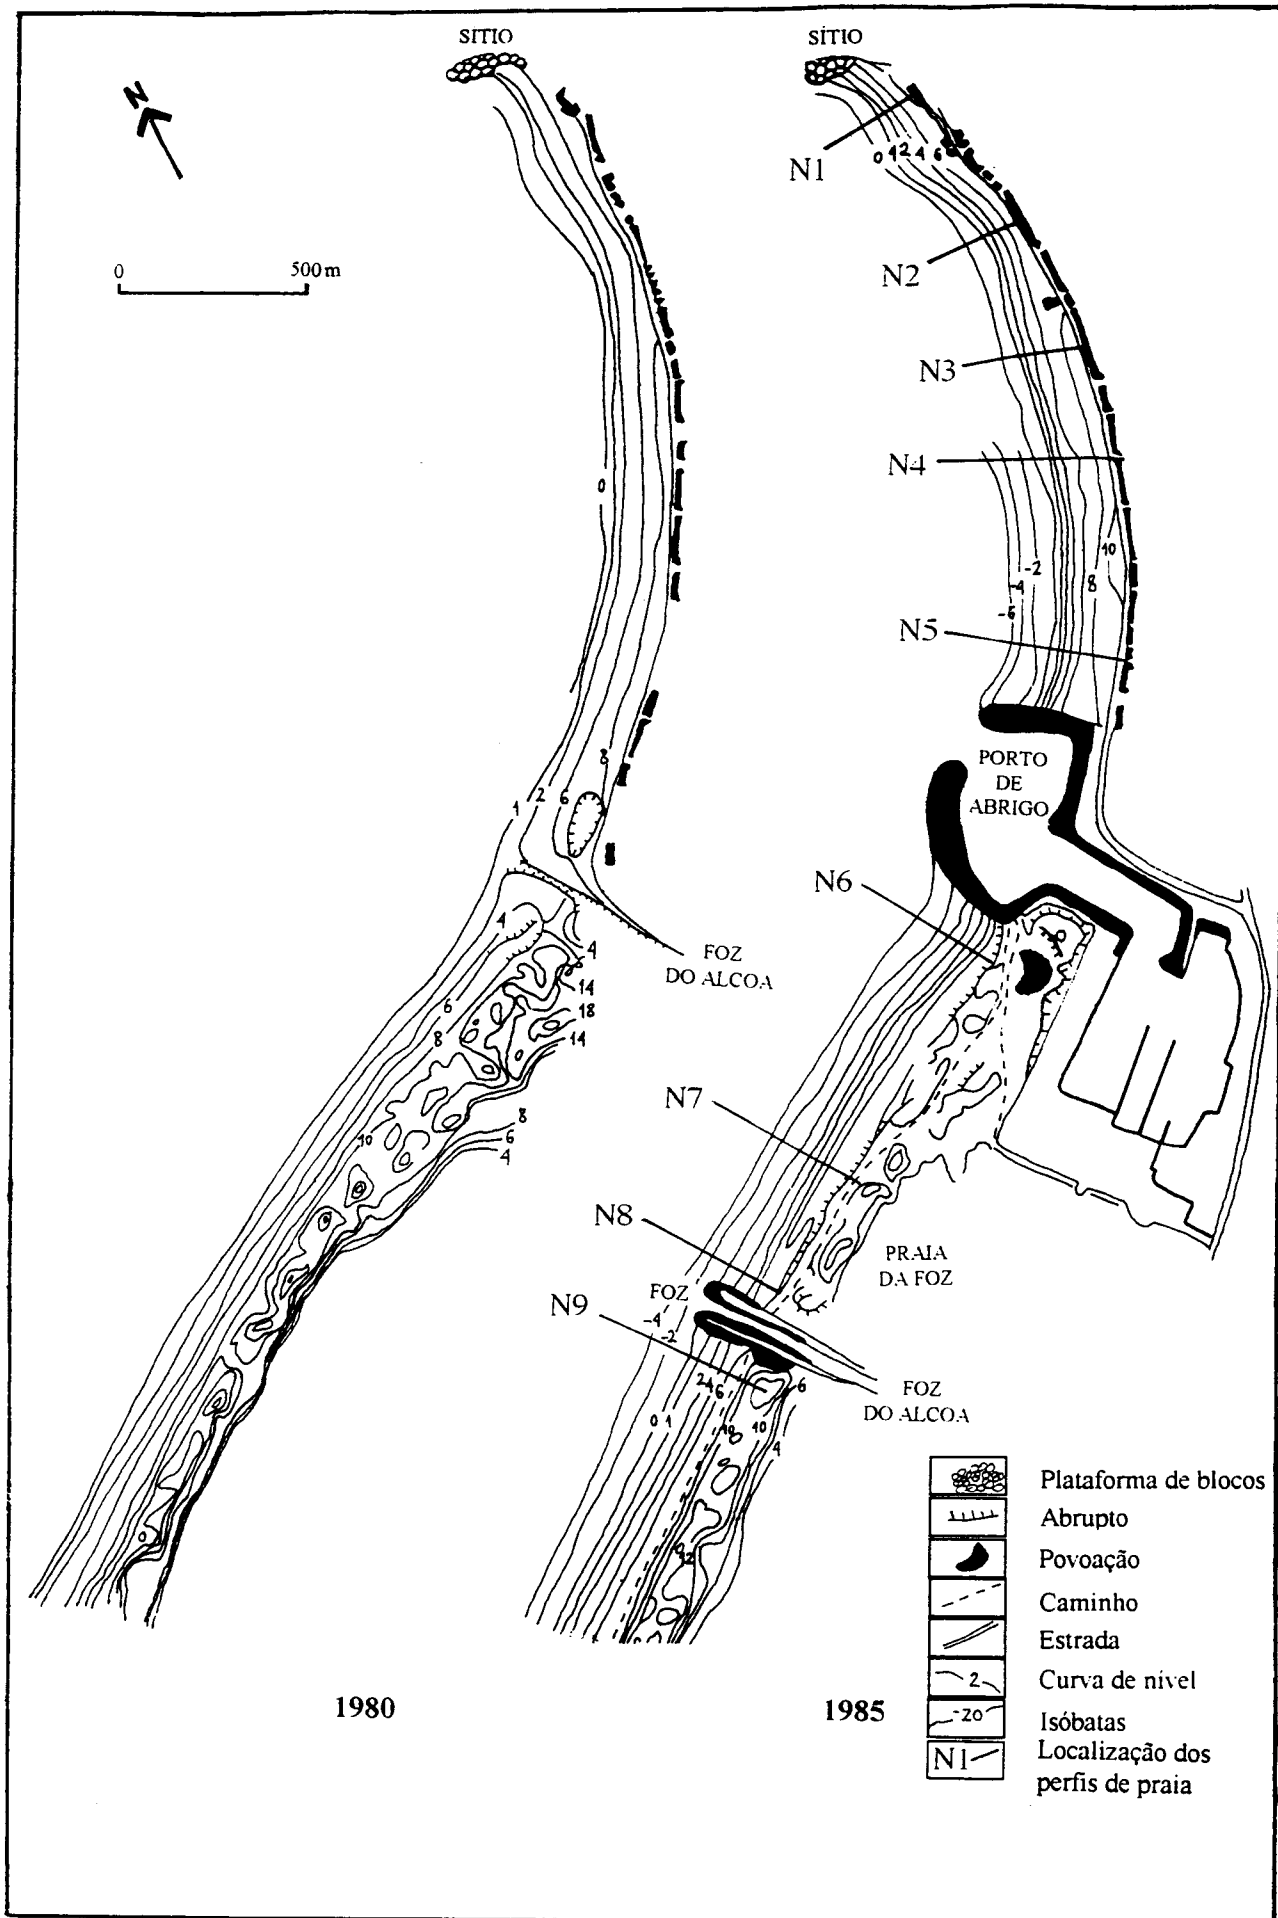 SÍTIO
SÍTIO
N
0 500 m
N1
0 1 2 4 6
N2
N3
N4
0
10
-2
-4
8
-6
N5
PORTO
DE
ABRIGO
8
1 2 6
N6
4
4
FOZ
DO ALCOA
14
6
18
8
14
N7
8
10
6
4
N8
PRAIA
DA FOZ
FOZ
N9
-4
-2
2 4 6
6
FOZ
DO ALCOA
0 1
10
10
4
12
Plataforma de blocos
Abrupto
Povoação
Caminho
Estrada
2
Curva de nível
-20
Isóbatas
N1
Localização dos
perfis de praia
1980
1985